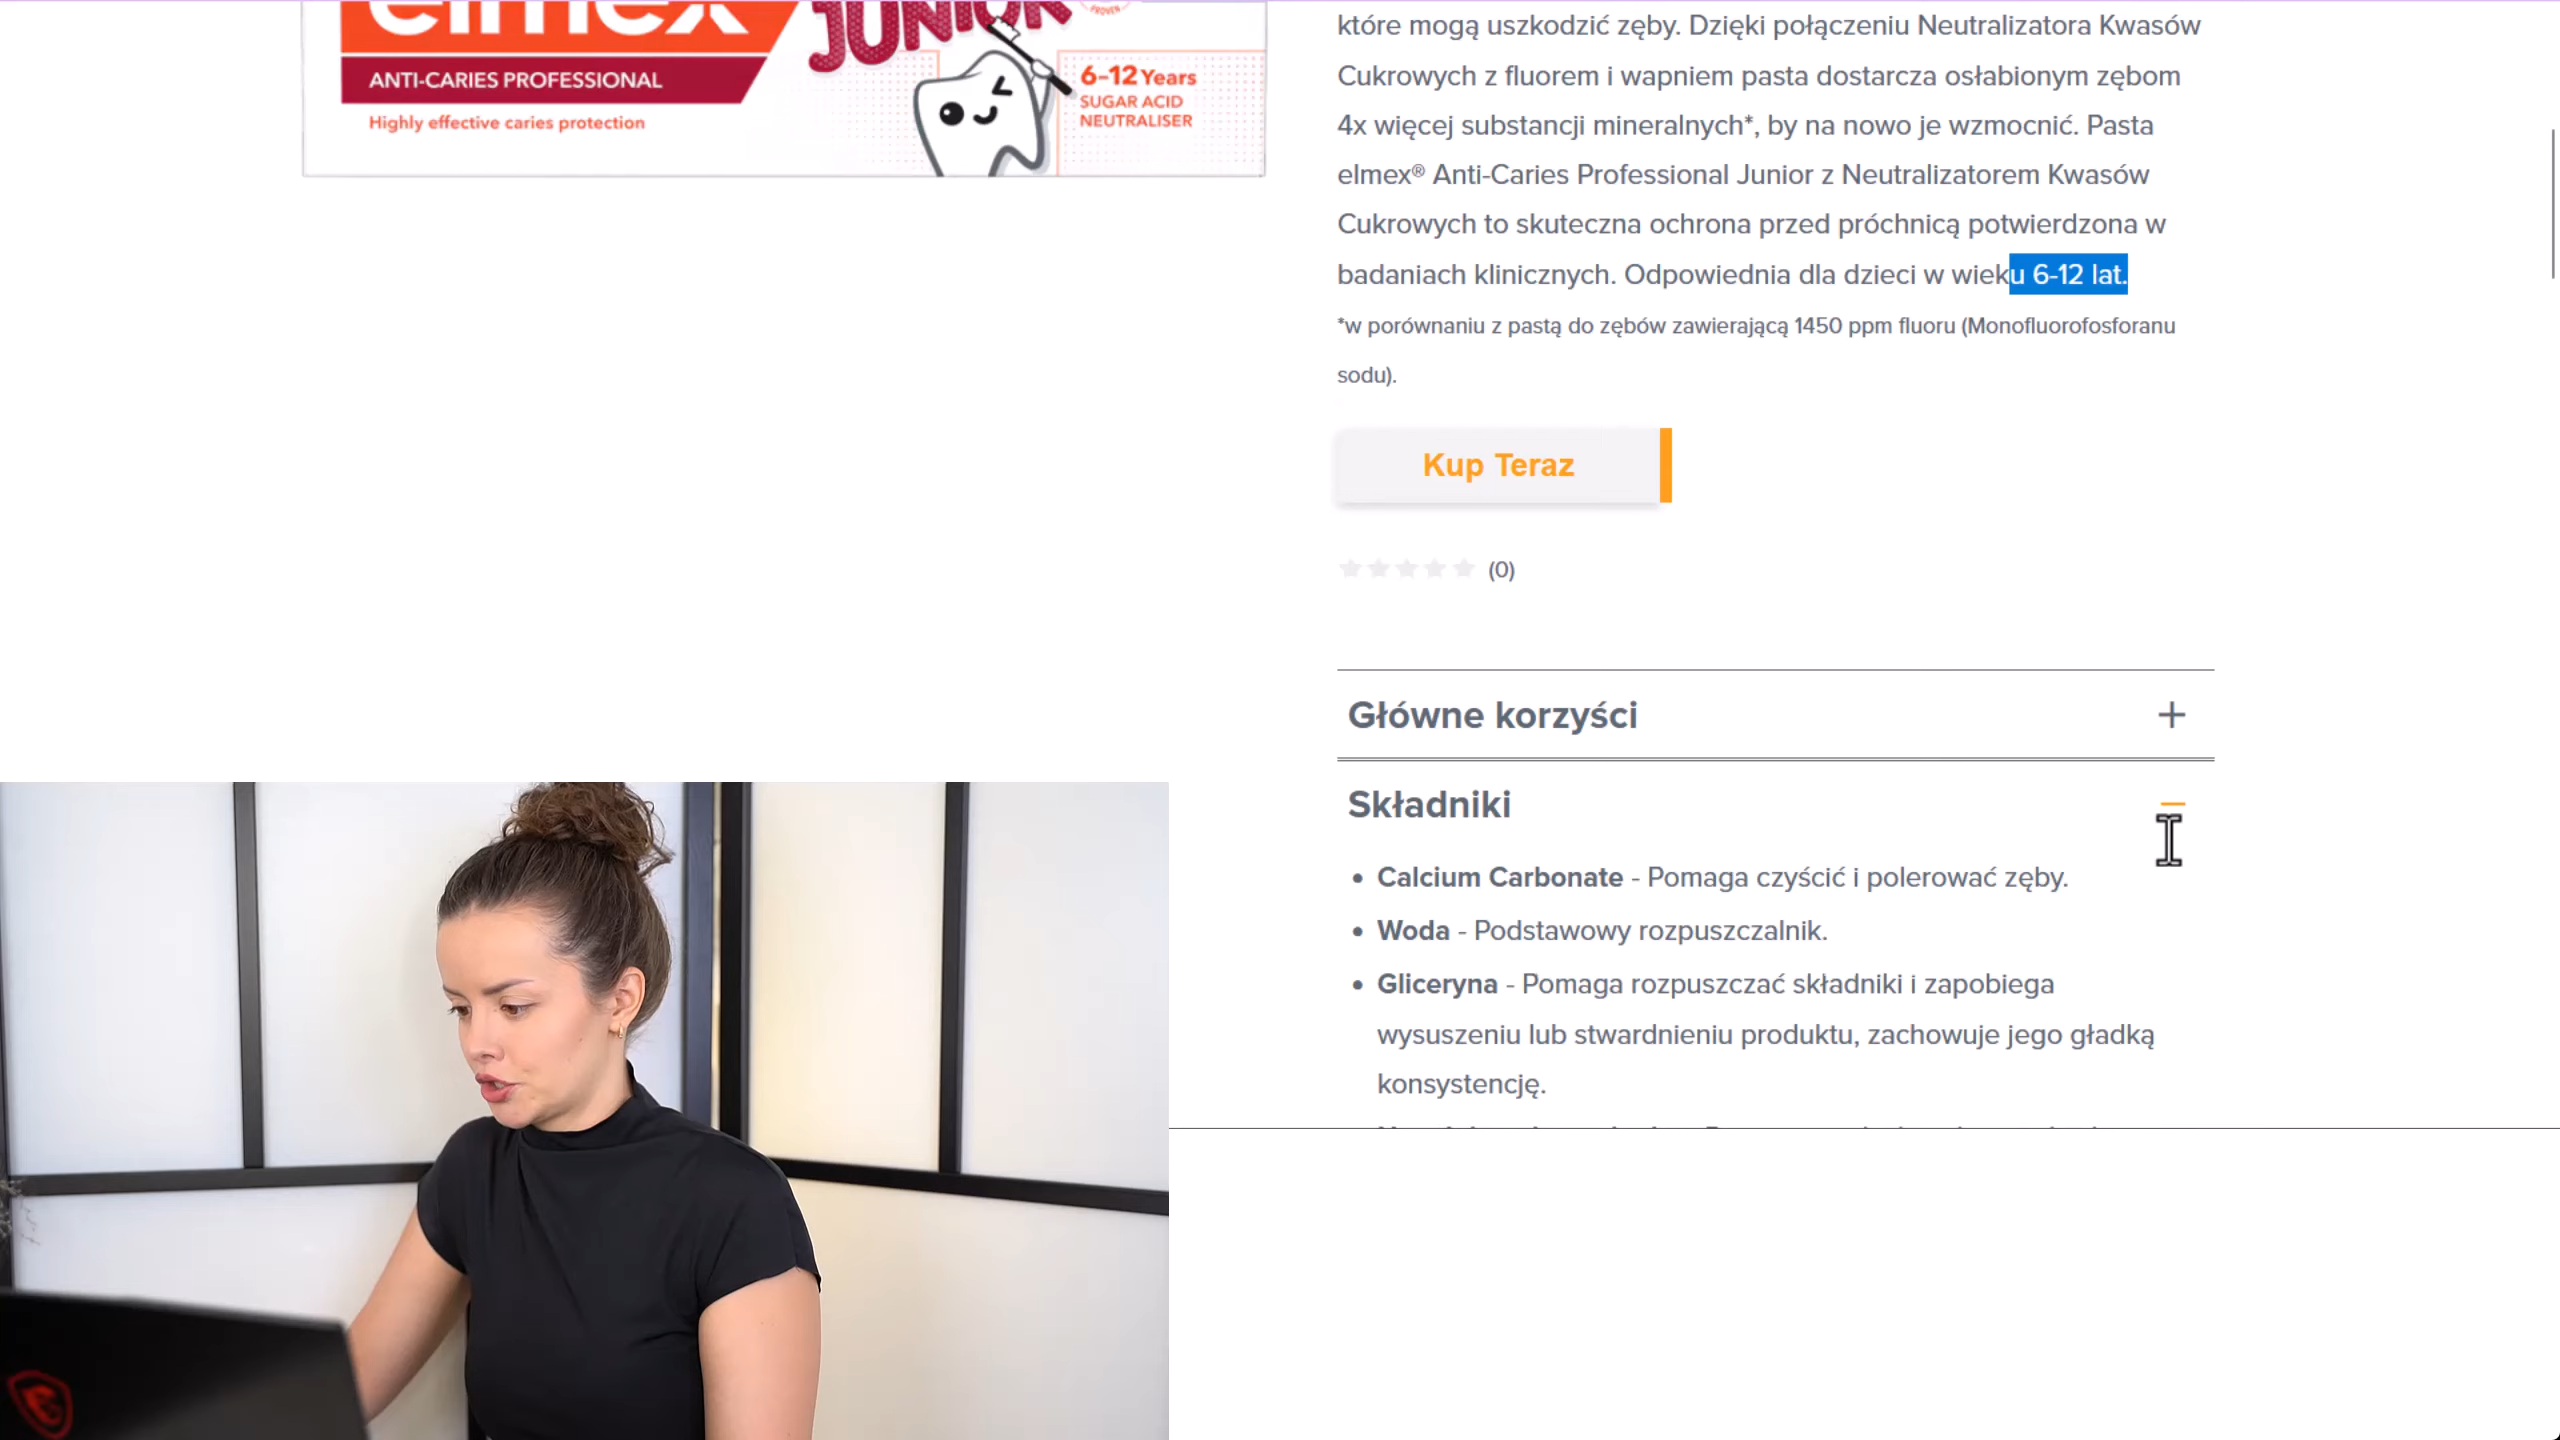 elmex
JUNIOR
PROVEN
ANTI-CARIES PROFESSIONAL
Highly effective caries protection
6-12 Years
SUGAR ACID
NEUTRALISER
które mogą uszkodzić zęby. Dzięki połączeniu Neutralizatora Kwasów
Cukrowych z fluorem i wapniem pasta dostarcza osłabionym zębom
4x więcej substancji mineralnych*, by na nowo je wzmocnić. Pasta
elmex® Anti-Caries Professional Junior z Neutralizatorem Kwasów
Cukrowych to skuteczna ochrona przed próchnicą potwierdzona w
badaniach klinicznych. Odpowiednia dla dzieci w wieku 6-12 lat.
*w porównaniu z pastą do zębów zawierającą 1450 ppm fluoru (Monofluorofosforanu
sodu).
Kup Teraz
(0)
Główne korzyści
Składniki
• Calcium Carbonate - Pomaga czyścić i polerować zęby.
• Woda - Podstawowy rozpuszczalnik.
• Gliceryna - Pomaga rozpuszczać składniki i zapobiega
wysuszeniu lub stwardnieniu produktu, zachowuje jego gładką
konsystencję.